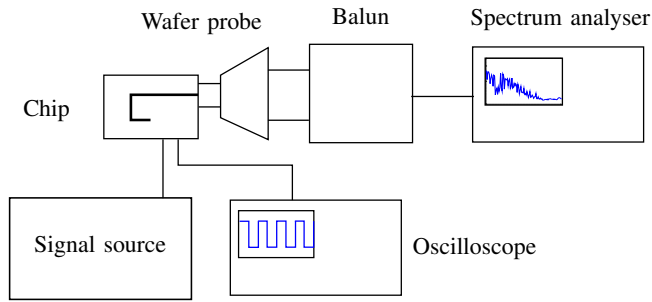 Wafer probe
Balun
Spectrum analyser
Chip
Signal source
Oscilloscope